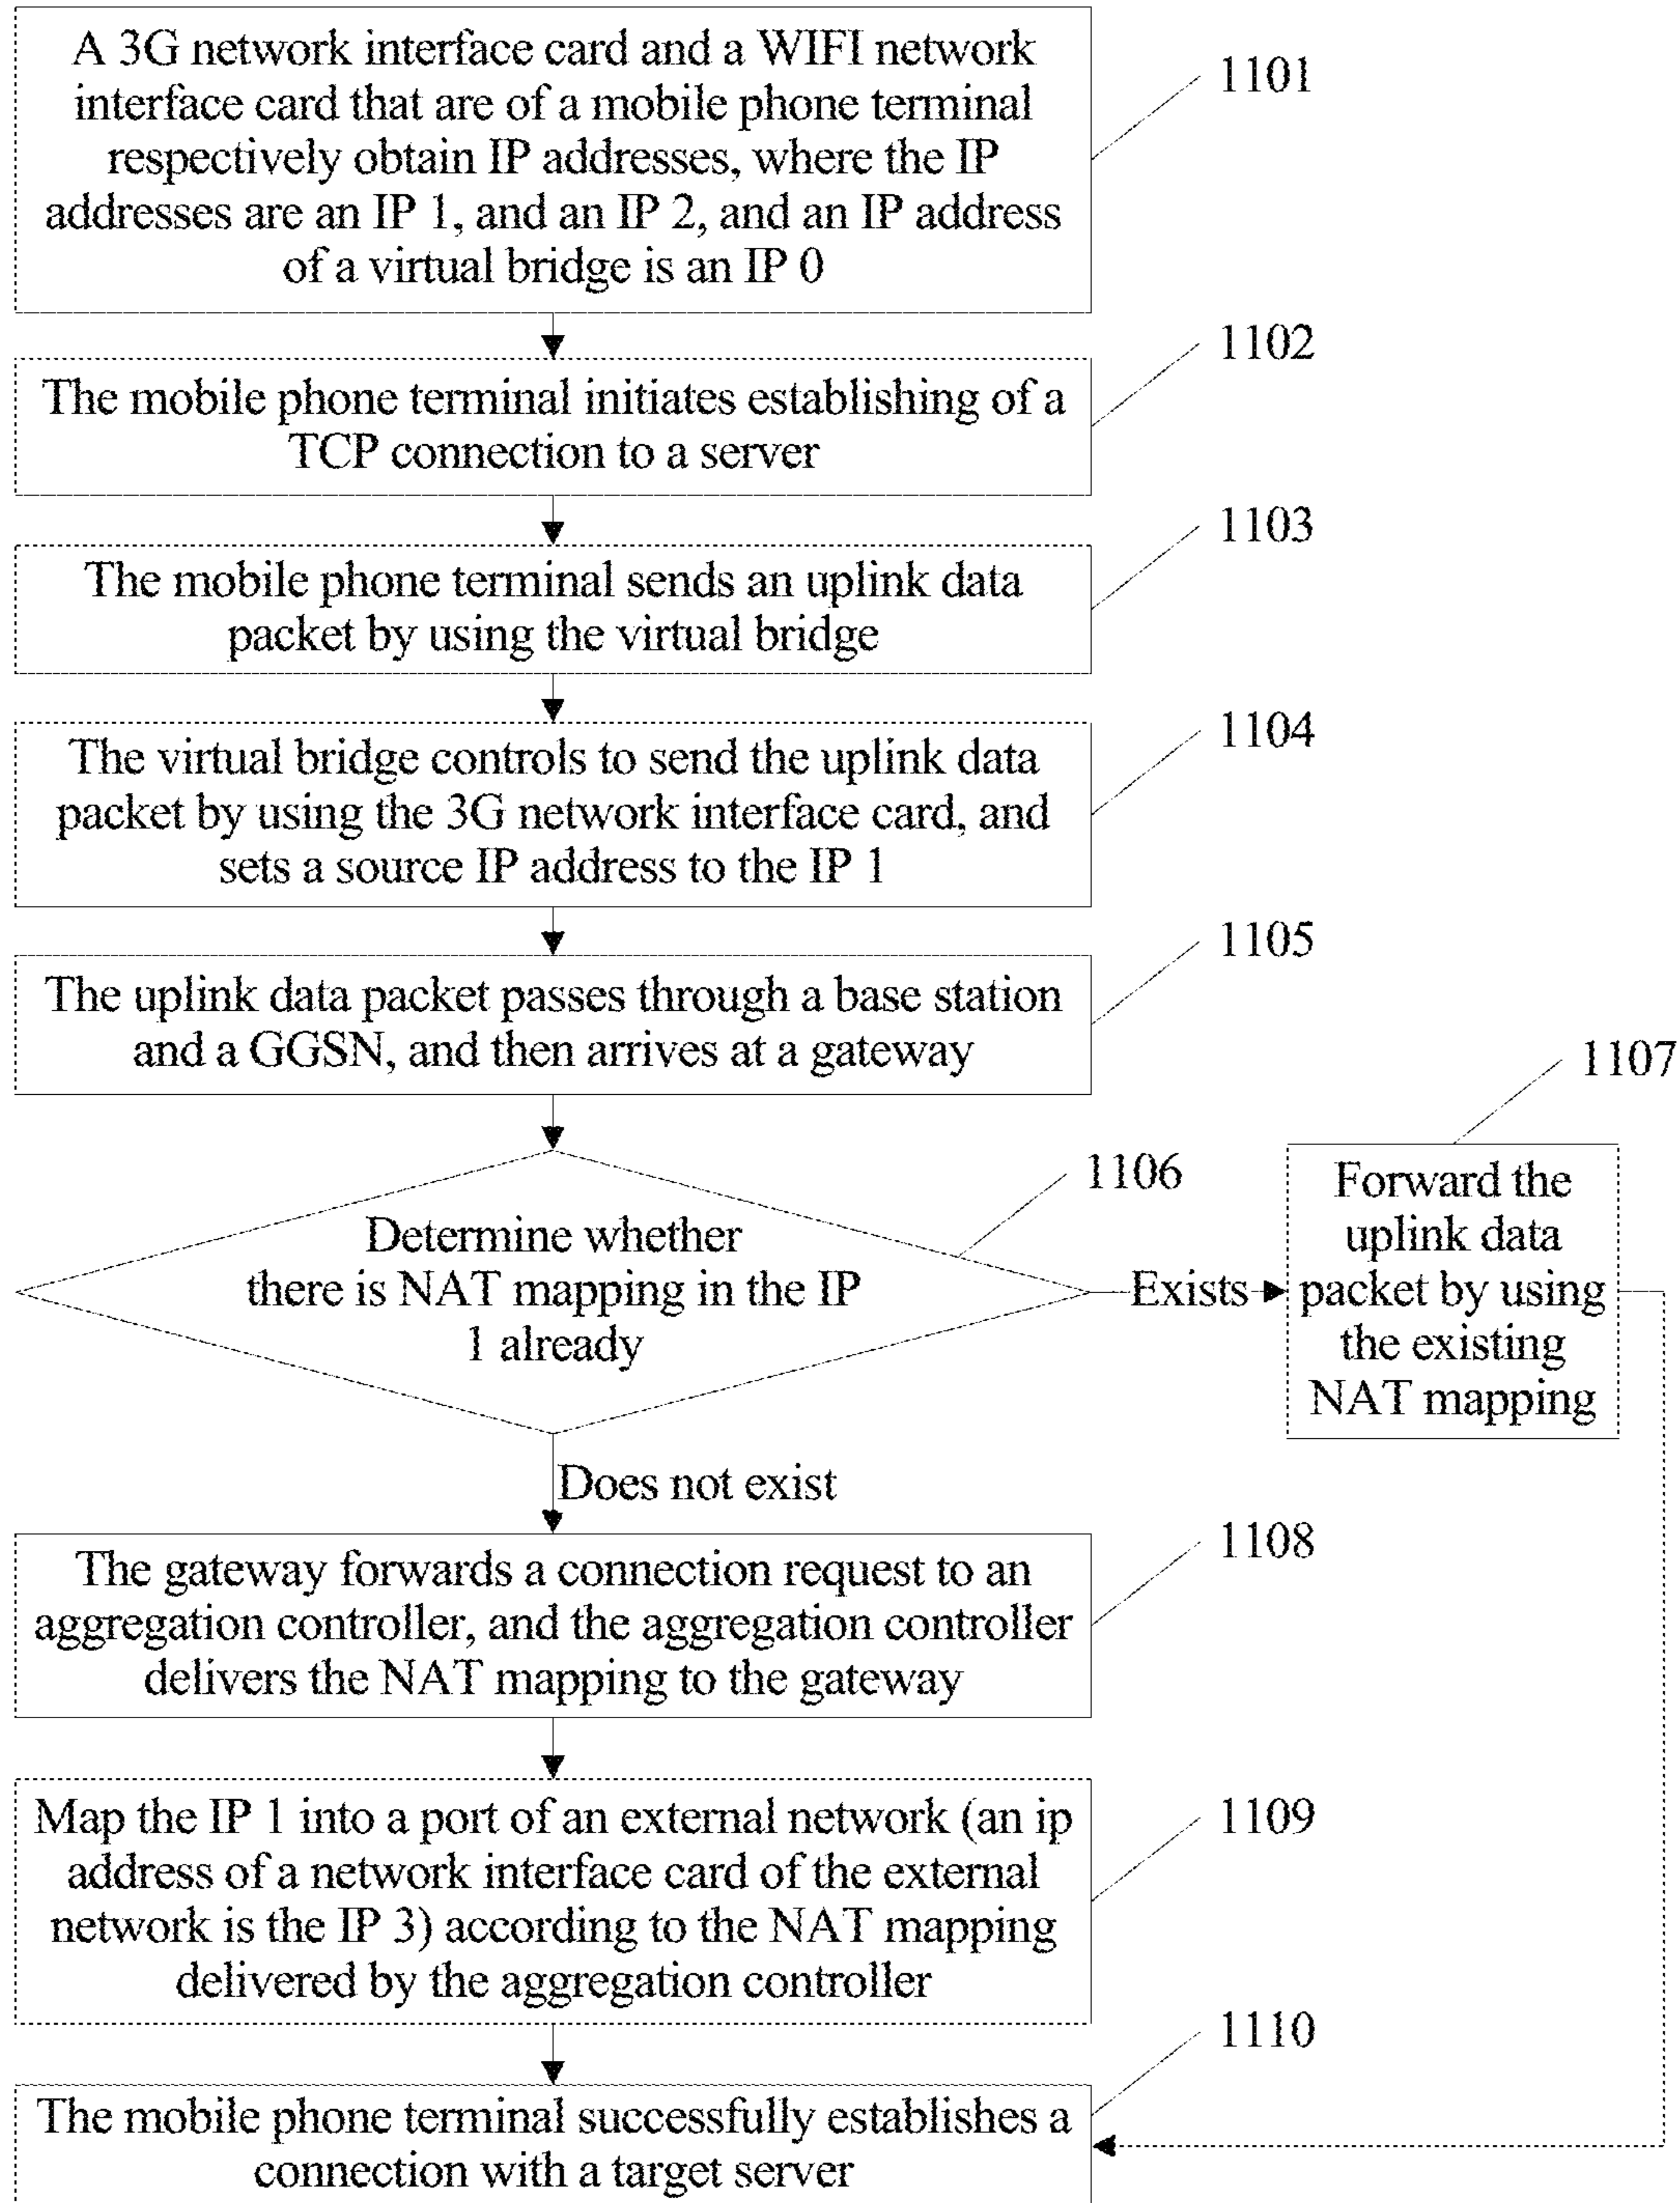 A 3G network interface card and a WIFI network
interface card that are of a mobile phone terminal
respectively obtain IP addresses, where the IP
addresses are an IP 1, and an IP 2, and an IP address
of a virtual bridge is an IP 0
1101
The mobile phone terminal initiates establishing of a
TCP connection to a server
1102
The mobile phone terminal sends an uplink data
packet by using the virtual bridge
1103
The virtual bridge controls to send the uplink data
packet by using the 3G network interface card, and
sets a source IP address to the IP 1
1104
The uplink data packet passes through a base station
and a GGSN, and then arrives at a gateway
1105
Determine whether
there is NAT mapping in the IP
1 already
1106
Exists
Forward the
uplink data
packet by using
the existing
NAT mapping
1107
Does not exist
The gateway forwards a connection request to an
aggregation controller, and the aggregation controller
delivers the NAT mapping to the gateway
1108
Map the IP 1 into a port of an external network (an ip
address of a network interface card of the external
network is the IP 3) according to the NAT mapping
delivered by the aggregation controller
1109
The mobile phone terminal successfully establishes a
connection with a target server
1110